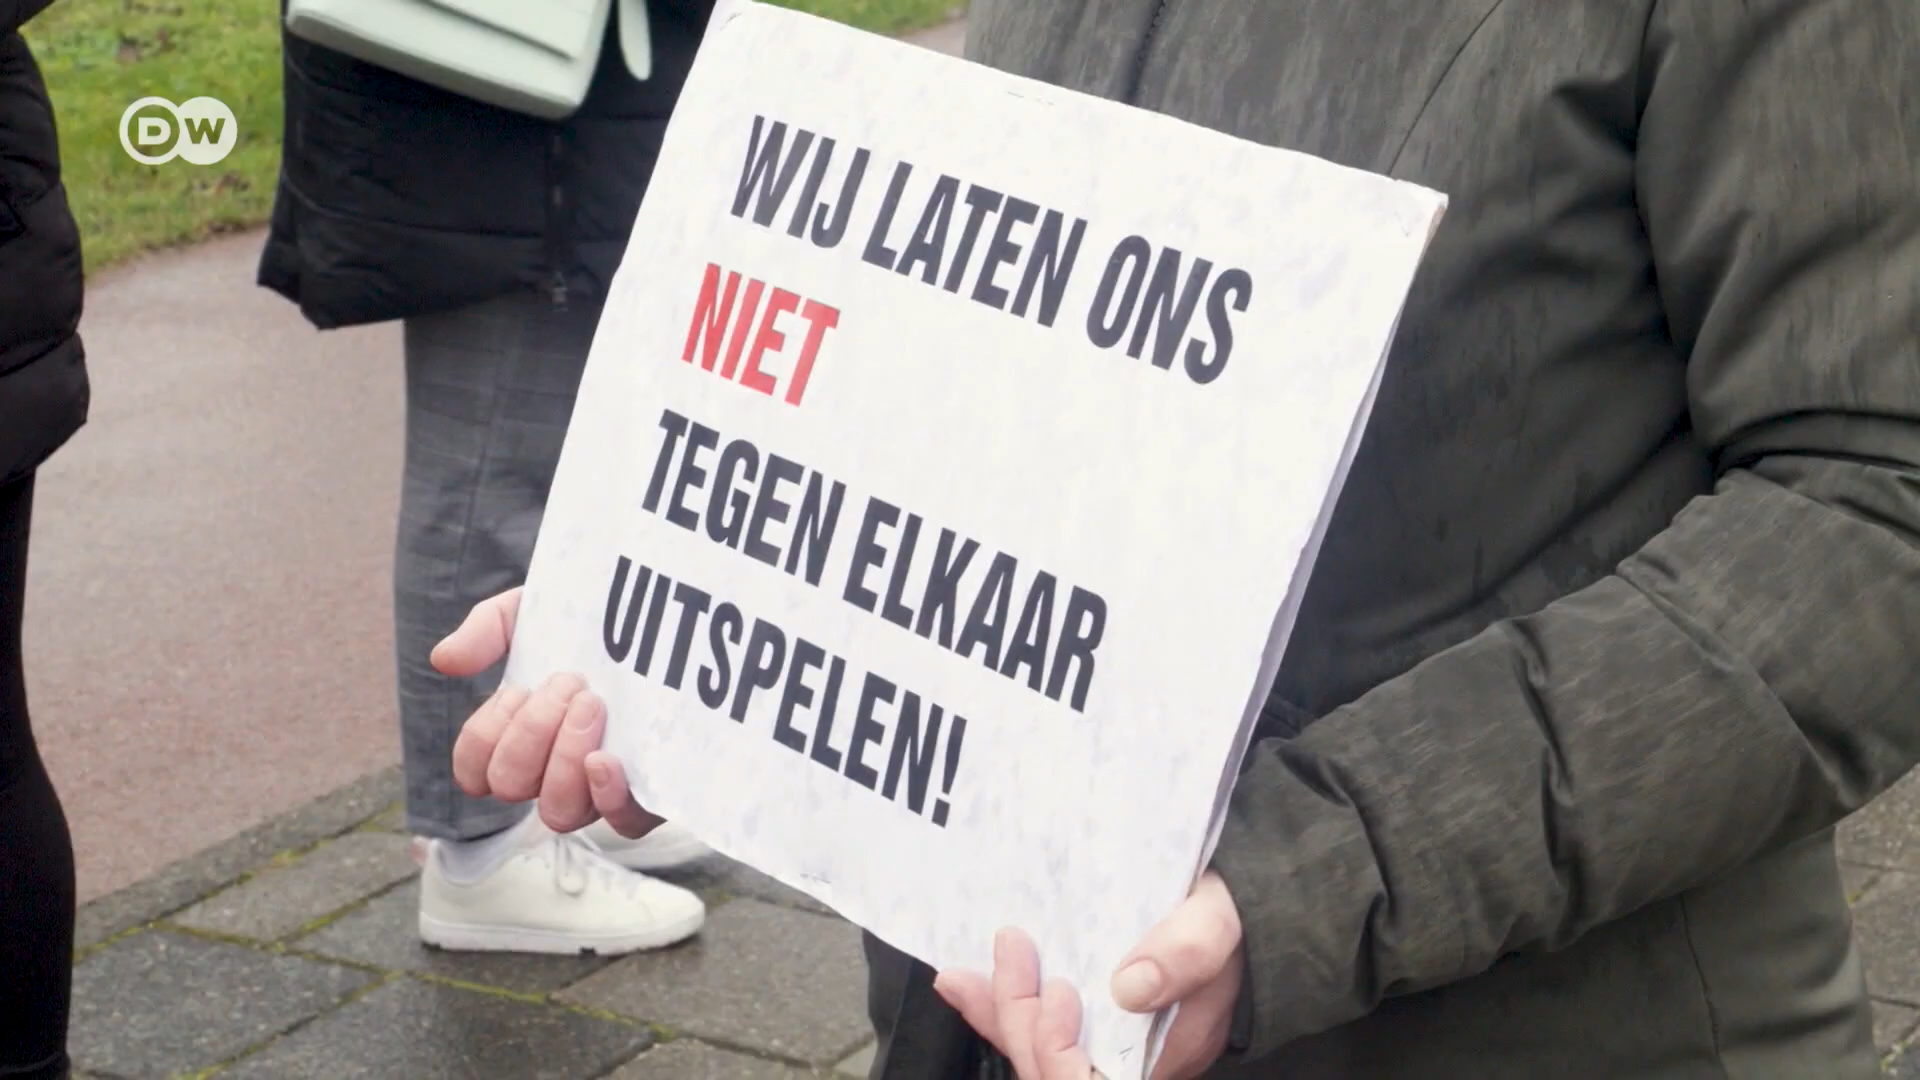 DW
WIJ LATEN ONS
NIET
TEGEN ELKAAR
UITSPELEN!